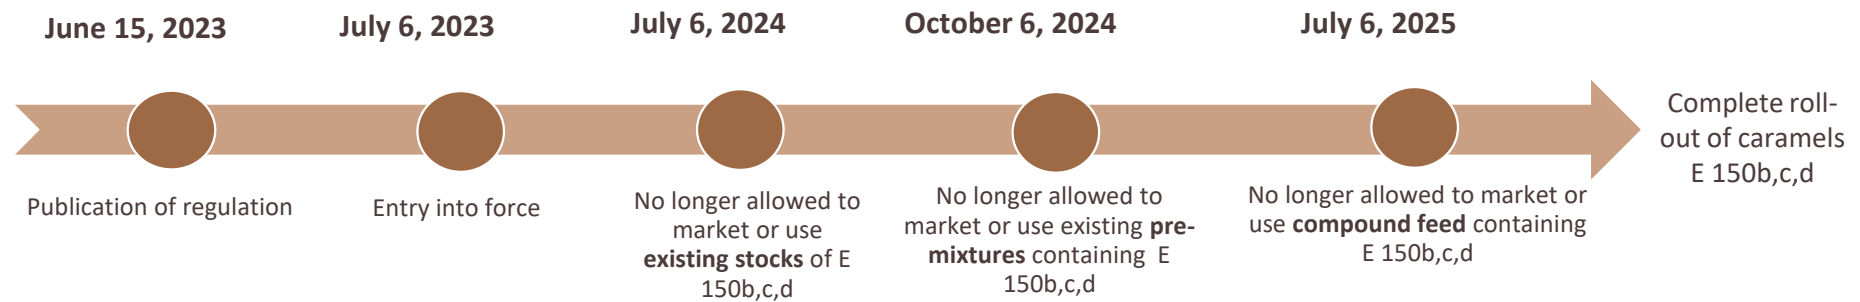 June 15, 2023
July 6, 2023
July 6, 2024
October 6, 2024
July 6, 2025
Publication of regulation
Entry into force
No longer allowed to
market or use
existing stocks of E
150b,c,d
No longer allowed to
market or use existing pre-
mixtures containing E
150b,c,d
No longer allowed to market or
use compound feed containing
E 150b,c,d
Complete roll-
out of caramels
E 150b,c,d